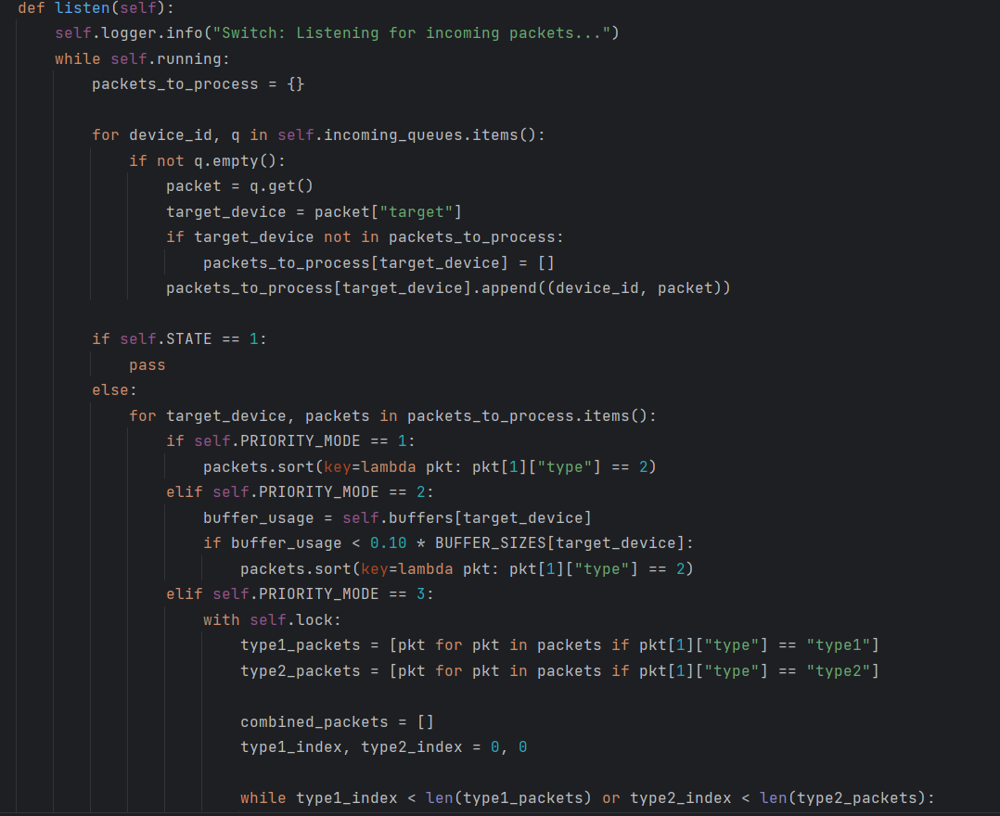 def listen(self):
    self.logger.info("Switch: Listening for incoming packets...")
    while self.running:
        packets_to_process = {}

        for device_id, q in self.incoming_queues.items():
            if not q.empty():
                packet = q.get()
                target_device = packet["target"]
                if target_device not in packets_to_process:
                    packets_to_process[target_device] = []
                packets_to_process[target_device].append((device_id, packet))

        if self.STATE == 1:
            pass
        else:
            for target_device, packets in packets_to_process.items():
                if self.PRIORITY_MODE == 1:
                    packets.sort(key=lambda pkt: pkt[1]["type"] == 2)
                elif self.PRIORITY_MODE == 2:
                    buffer_usage = self.buffers[target_device]
                    if buffer_usage < 0.10 * BUFFER_SIZES[target_device]:
                        packets.sort(key=lambda pkt: pkt[1]["type"] == 2)
                elif self.PRIORITY_MODE == 3:
                    with self.lock:
                        type1_packets = [pkt for pkt in packets if pkt[1]["type"] == "type1"]
                        type2_packets = [pkt for pkt in packets if pkt[1]["type"] == "type2"]

                        combined_packets = []
                        type1_index, type2_index = 0, 0

                        while type1_index < len(type1_packets) or type2_index < len(type2_packets):